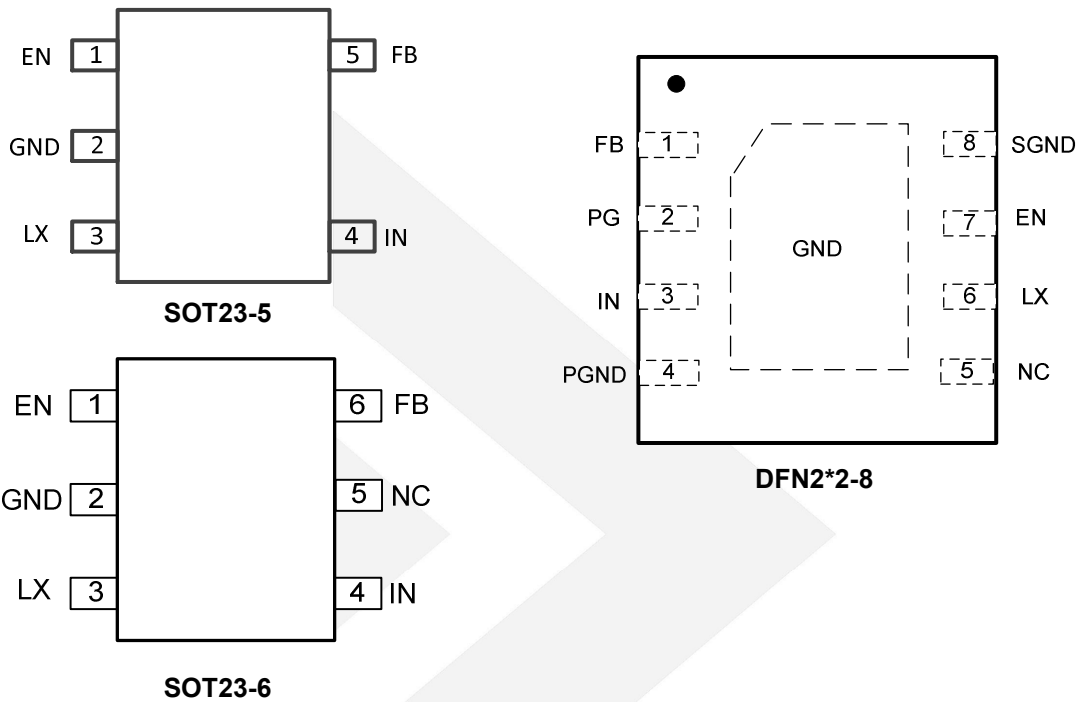 EN 1 5 FB
GND 2
LX 3 4 IN
SOT23-5
EN 1 6 FB
GND 2 5 NC
LX 3 4 IN
SOT23-6
FB 1 8 SGND
PG 2 7 EN
GND
IN 3 6 LX
PGND 4 5 NC
DFN2*2-8